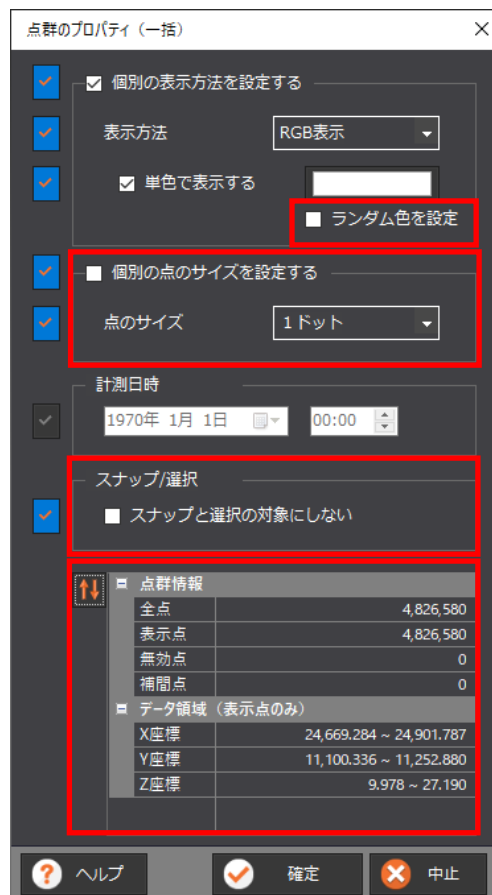 点群のプロパティ（一括）
個別の表示方法を設定する
表示方法 RGB表示
単色で表示する
ランダム色を設定
個別の点のサイズを設定する
点のサイズ 1ドット
計測日時
1970年 1月 1日 00:00
スナップ/選択
スナップと選択の対象にしない
点群情報
全点 4,826,580
表示点 4,826,580
無効点 0
補間点 0
データ領域（表示点のみ）
X座標 24,669.284 ~ 24,901.787
Y座標 11,100.336 ~ 11,252.880
Z座標 9.978 ~ 27.190
ヘルプ 確定 中止